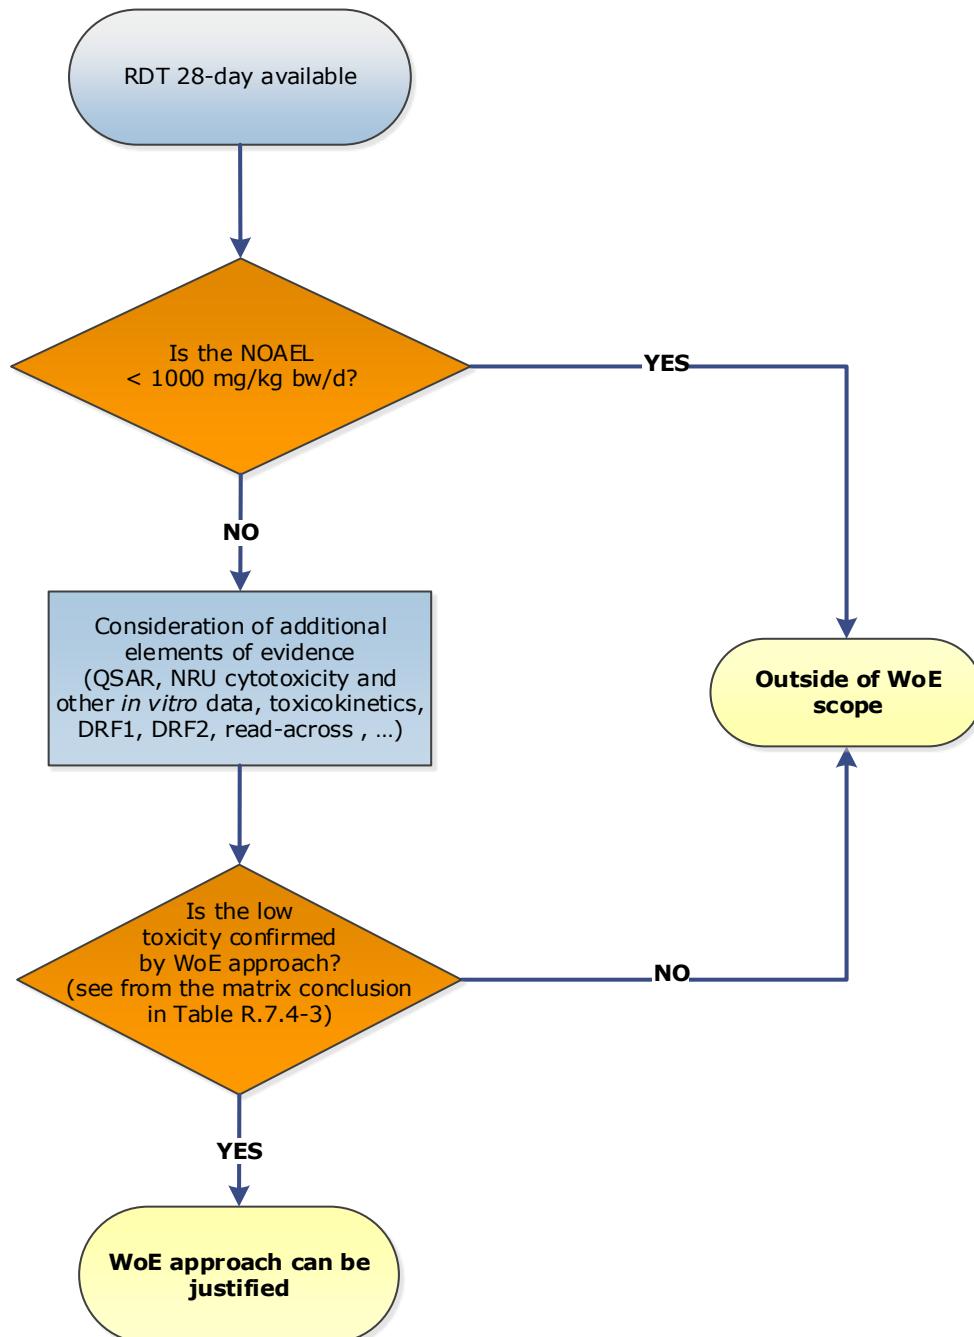 RDT 28-day available
Is the NOAEL
< 1000 mg/kg bw/d?
YES
NO
Consideration of additional
elements of evidence
(QSAR, NRU cytotoxicity and
other in vitro data, toxicokinetics,
DRF1, DRF2, read-across , ...)
Outside of WoE
scope
Is the low
toxicity confirmed
by WoE approach?
(see from the matrix conclusion
in Table R.7.4-3)
NO
YES
WoE approach can be
justified